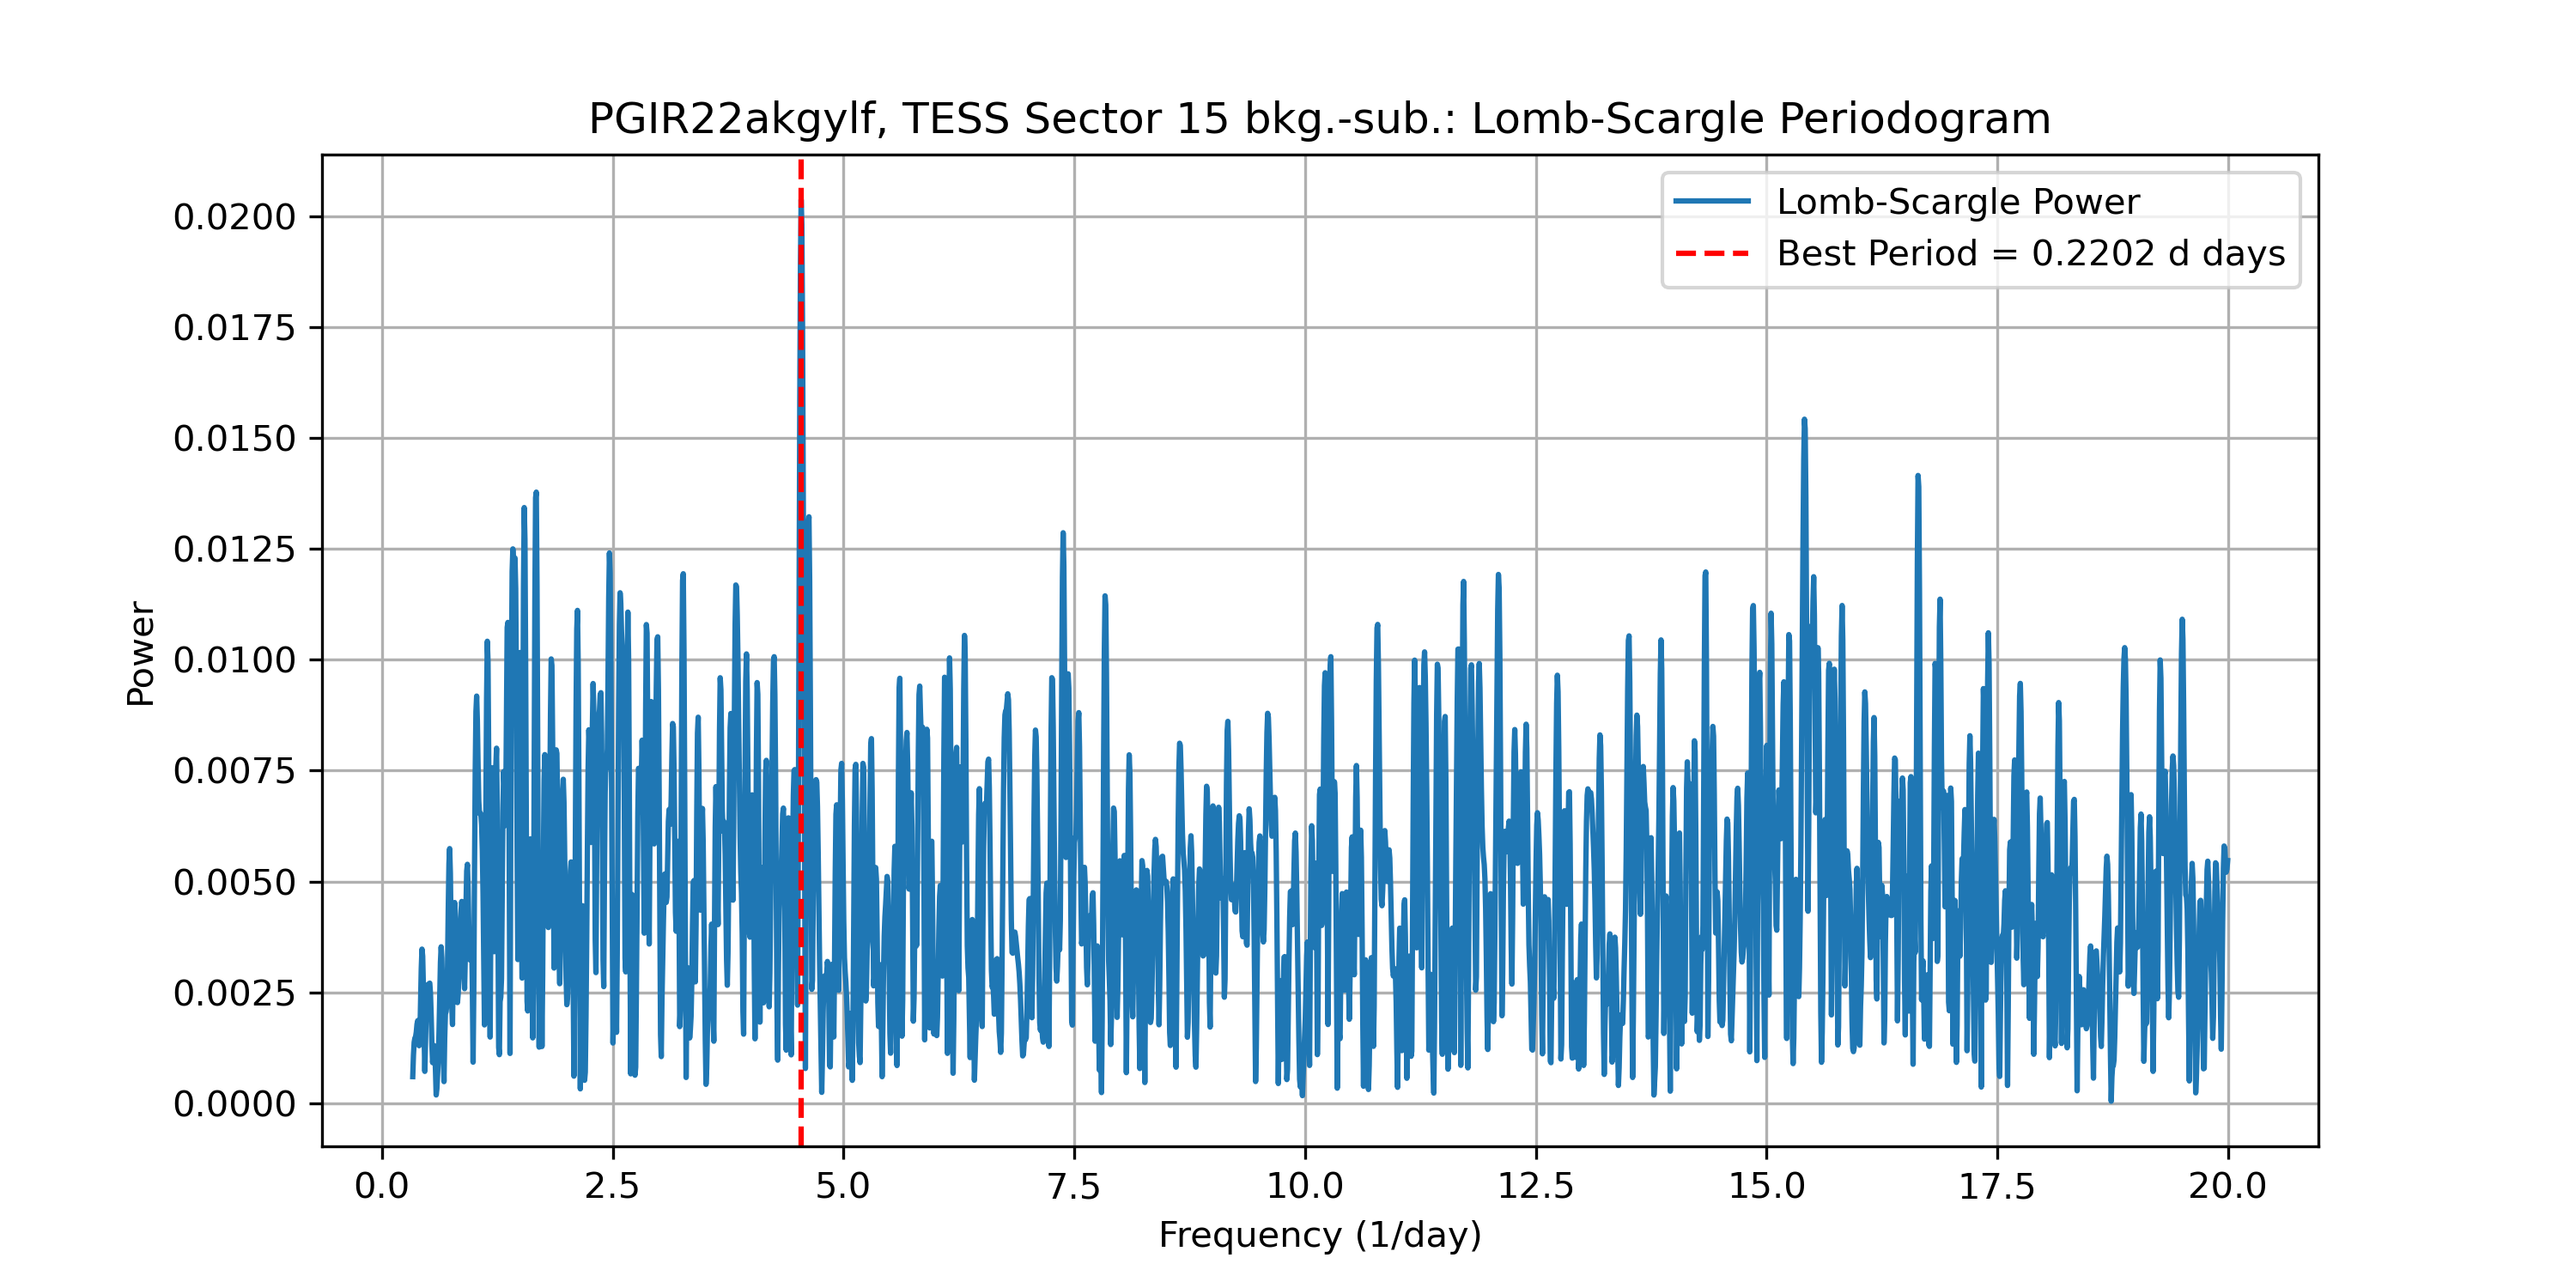 PGIR22akgylf, TESS Sector 15 bkg.-sub.: Lomb-Scargle Periodogram
Lomb-Scargle Power
Best Period = 0.2202 d days
0.0200
0.0175
0.0150
0.0125
0.0100
0.0075
0.0050
0.0025
0.0000
Power
0.0 2.5 5.0 7.5 10.0 12.5 15.0 17.5 20.0
Frequency (1/day)